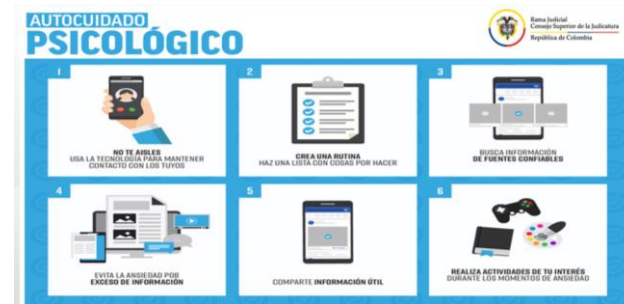 AUTOCUIDADO
PSICOLÓGICO
Rama Judicial
Consejo Superior de la Judicatura
República de Colombia
1
NO TE AISLES
USA LA TECNOLOGÍA PARA MANTENER
CONTACTO CON LOS TUYOS
2
CREA UNA RUTINA
HAZ UNA LISTA CON COSAS POR HACER
3
BUSCA INFORMACIÓN
DE FUENTES CONFIABLES
4
EVITA LA ANSIEDAD POR
EXCESO DE INFORMACIÓN
5
COMPARTE INFORMACIÓN ÚTIL
6
REALIZA ACTIVIDADES DE TU INTERÉS
DURANTE LOS MOMENTOS DE ANSIEDAD